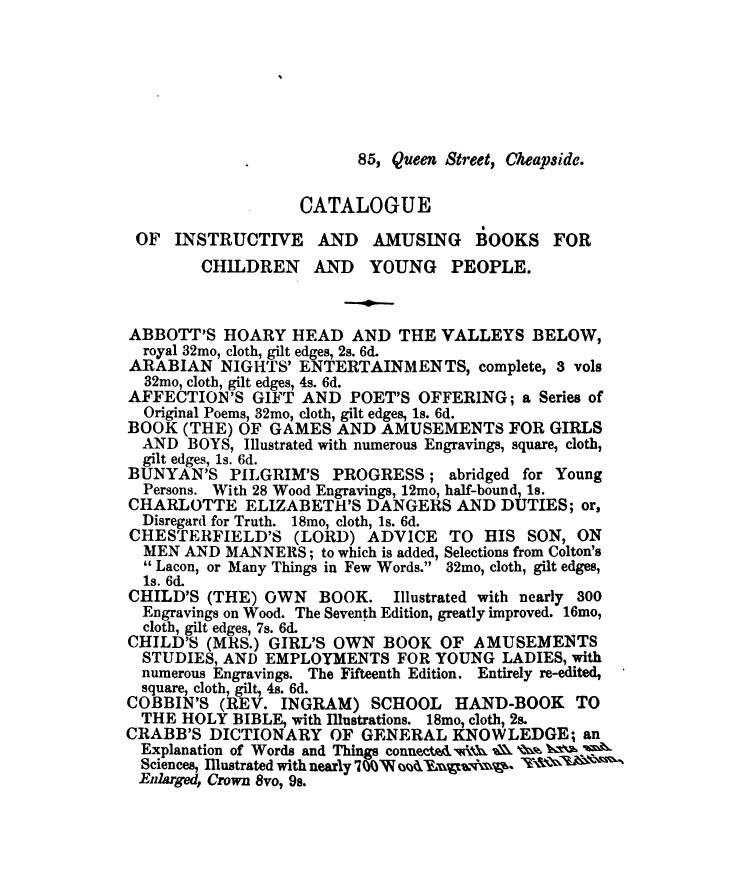 85, Queen Street, Cheapside.
CATALOGUE
OF INSTRUCTIVE AND AMUSING BOOKS FOR
CHILDREN AND YOUNG PEOPLE.
ABBOTT'S HOARY HEAD AND THE VALLEYS BELOW,
royal 32mo, cloth, gilt edges, 2s. 6d.
ARABIAN NIGHTS' ENTERTAINMENTS, complete, 3 vols
32mo, cloth, gilt edges, 4s. 6d.
AFFECTION'S GIFT AND POET'S OFFERING; a Series of
Original Poems, 32mo, cloth, gilt edges, 1s. 6d.
BOOK (THE) OF GAMES AND AMUSEMENTS FOR GIRLS
AND BOYS, Illustrated with numerous Engravings, square, cloth,
gilt edges, 1s. 6d.
BUNYAN'S PILGRIM'S PROGRESS; abridged for Young
Persons. With 28 Wood Engravings, 12mo, half-bound, 1s.
CHARLOTTE ELIZABETH'S DANGERS AND DUTIES; or,
Disregard for Truth. 18mo, cloth, 1s. 6d.
CHESTERFIELD'S (LORD) ADVICE TO HIS SON, ON
MEN AND MANNERS; to which is added, Selections from Colton's
"Lacon, or Many Things in Few Words." 32mo, cloth, gilt edges,
1s. 6d.
CHILD'S (THE) OWN BOOK. Illustrated with nearly 300
Engravings on Wood. The Seventh Edition, greatly improved. 16mo,
cloth, gilt edges, 7s. 6d.
CHILD'S (MRS.) GIRL'S OWN BOOK OF AMUSEMENTS
STUDIES, AND EMPLOYMENTS FOR YOUNG LADIES, with
numerous Engravings. The Fifteenth Edition. Entirely re-edited,
square, cloth, gilt, 4s. 6d.
COBBIN'S (REV. INGRAM) SCHOOL HAND-BOOK TO
THE HOLY BIBLE, with Illustrations. 18mo, cloth, 2s.
CRABB'S DICTIONARY OF GENERAL KNOWLEDGE; an
Explanation of Words and Things connected with all the Arts and
Sciences, Illustrated with nearly 700 Wood Engravings. Fifth Edition,
Enlarged, Crown 8vo, 9s.